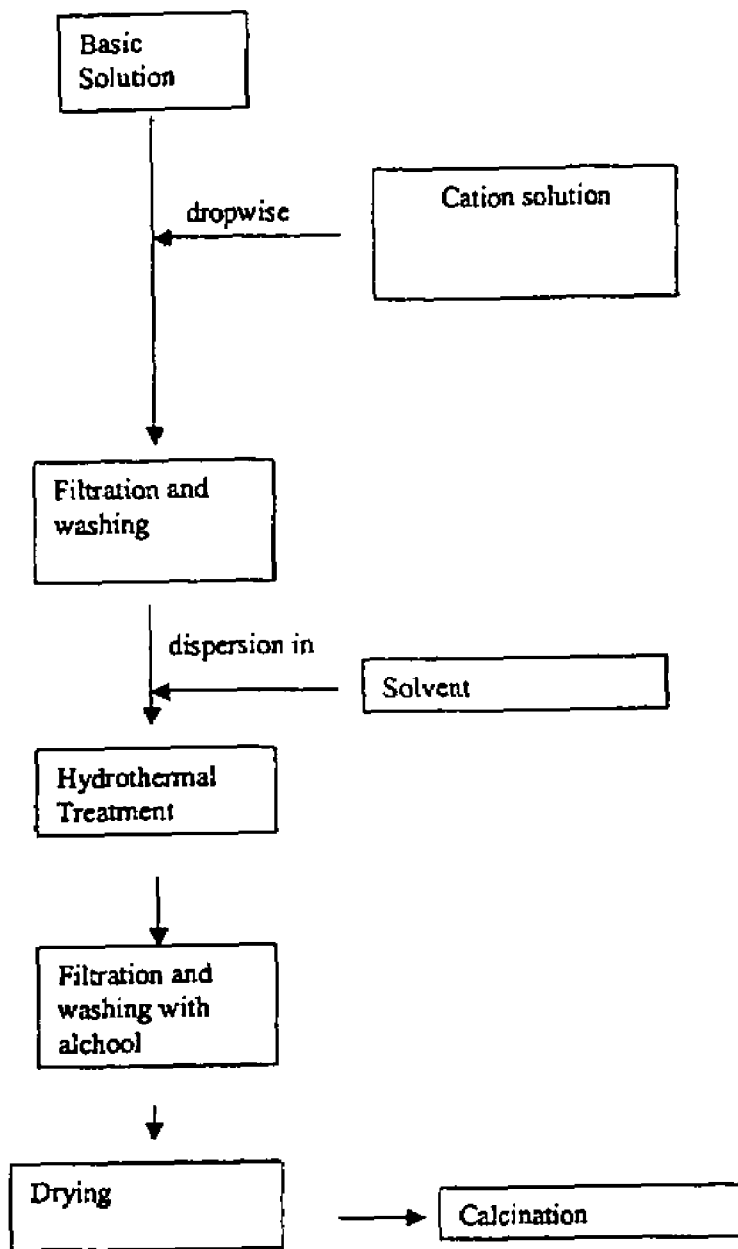 Basic
Solution
dropwise
Cation solution
Filtration and
washing
dispersion in
Solvent
Hydrothermal
Treatment
Filtration and
washing with
alchool
Drying
Calcination